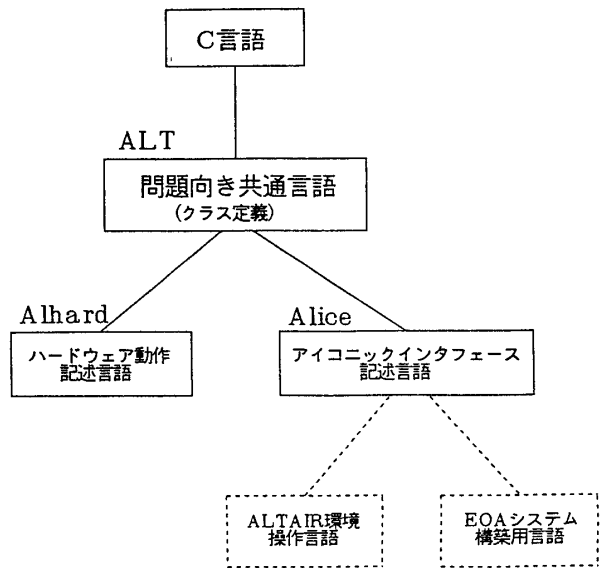 C言語
ALT
問題向き共通言語
(クラス定義)
Alhard
ハードウェア動作
記述言語
Alice
アイコニックインタフェース
記述言語
ALTAIR環境
操作言語
EOAシステム
構築用言語